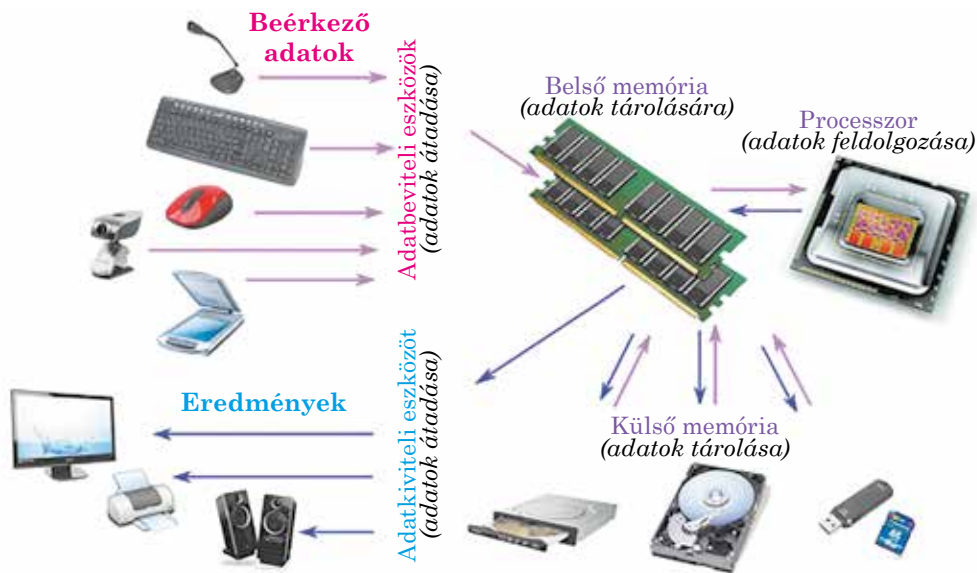 Beérkező
adatok
Adatbeviteli eszközök
(adatok átadása)
Belső memória
(adatok tárolására)
Processzor
(adatok feldolgozása)
Eredmények
Adatkiviteli eszközöt
(adatok átadása)
Külső memória
(adatok tárolása)